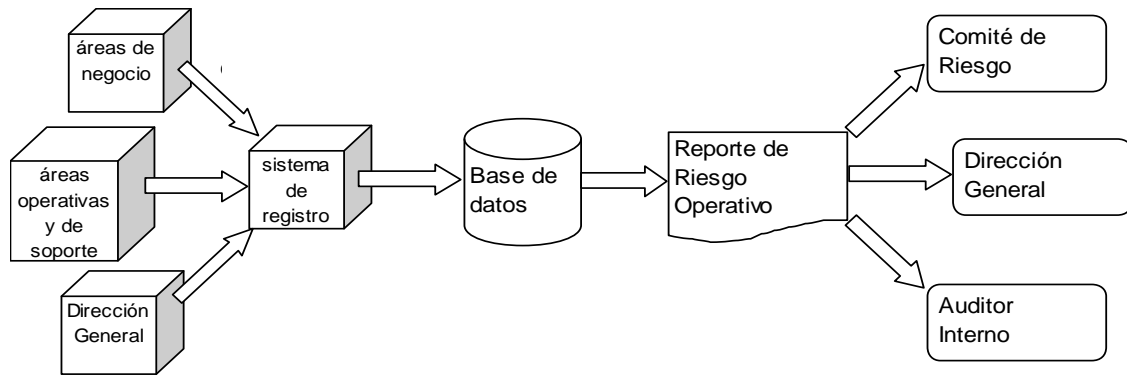 áreas de
negocio
áreas
operativas
y de
soporte
Dirección
General
sistema
de
registro
Base de
datos
Reporte de
Riesgo
Operativo
Comité de
Riesgo
Dirección
General
Auditor
Interno